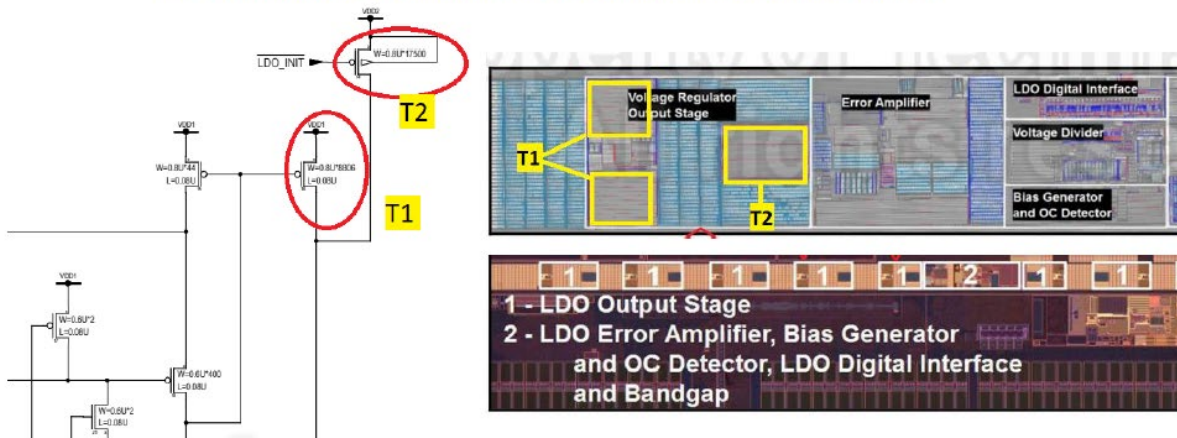 VDD2
LDO_INIT
W=0.8U*17500
T2
VDD1
VDD1
W=0.8U*44
L=0.08U
W=0.8U*8806
L=0.08U
T1
VDD1
W=0.6U*2
L=0.08U
W=0.6U*400
L=0.08U
W=0.6U*2
L=0.08U
Voltage Regulator
Output Stage
Error Amplifier
LDO Digital Interface
Voltage Divider
Bias Generator
and OC Detector
T1
T2
1 1 1 1 1 2 1 1
1 - LDO Output Stage
2 - LDO Error Amplifier, Bias Generator
and OC Detector, LDO Digital Interface
and Bandgap